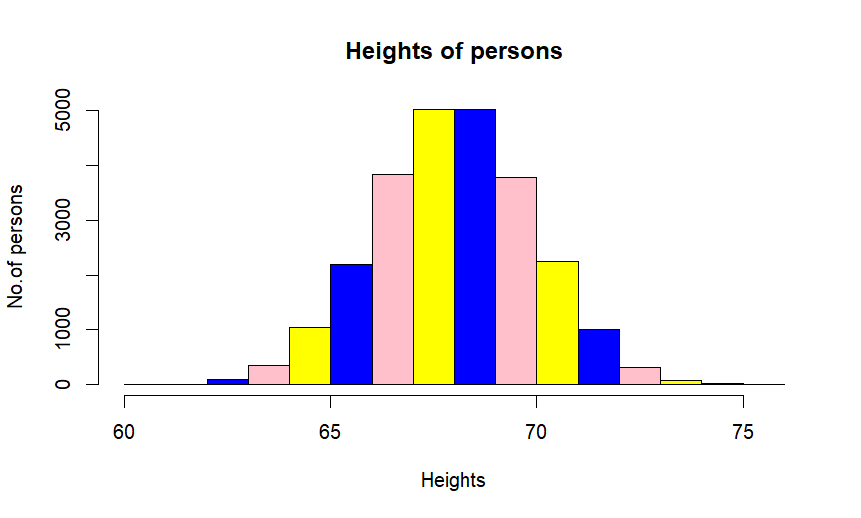 Heights of persons
No.of persons
5000
3000
1000
0
60 65 70 75
Heights